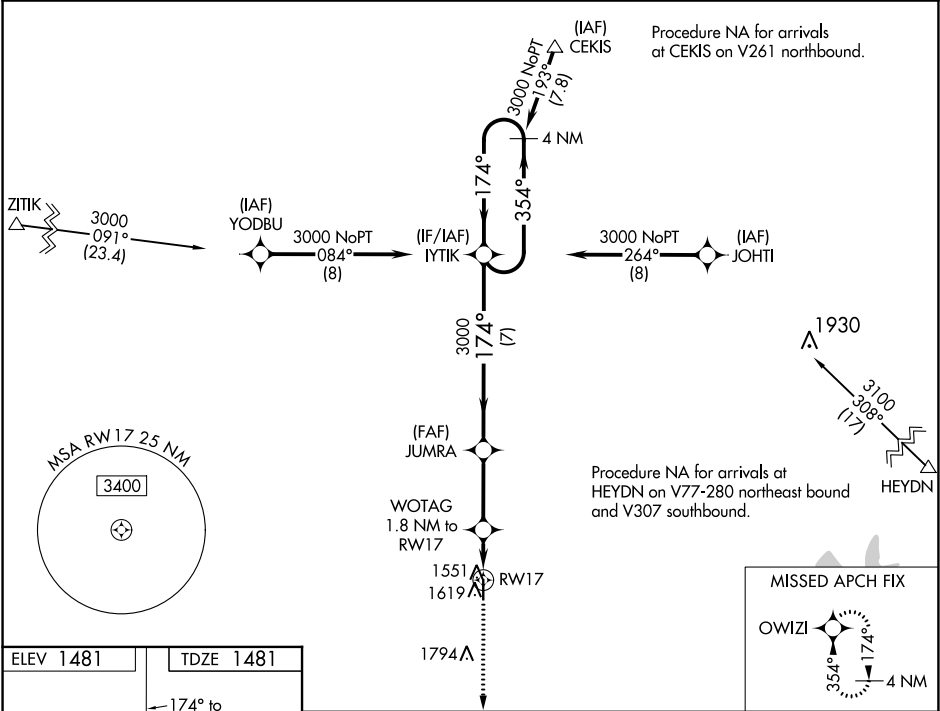 (IAF)
CEKIS
Procedure NA for arrivals
at CEKIS on V261 northbound.
3000 NoPT
193°
(7.8)
4 NM
174°
354°
ZITIK
3000
091°
(23.4)
(IAF)
YODBU
3000 NoPT
084°
(8)
(IF/IAF)
IYTIK
3000 NoPT
264°
(8)
(IAF)
JOHTI
3000
174°
(7)
1930
3100
308°
(17)
HEYDN
MSA RW17 25 NM
3400
(FAF)
JUMRA
Procedure NA for arrivals at
HEYDN on V77-280 northeast bound
and V307 southbound.
WOTAG
1.8 NM to
RW17
1551
RW17
1619
1794
MISSED APCH FIX
OWIZI
354°
174°
4 NM
ELEV 1481
TDZE 1481
174° to